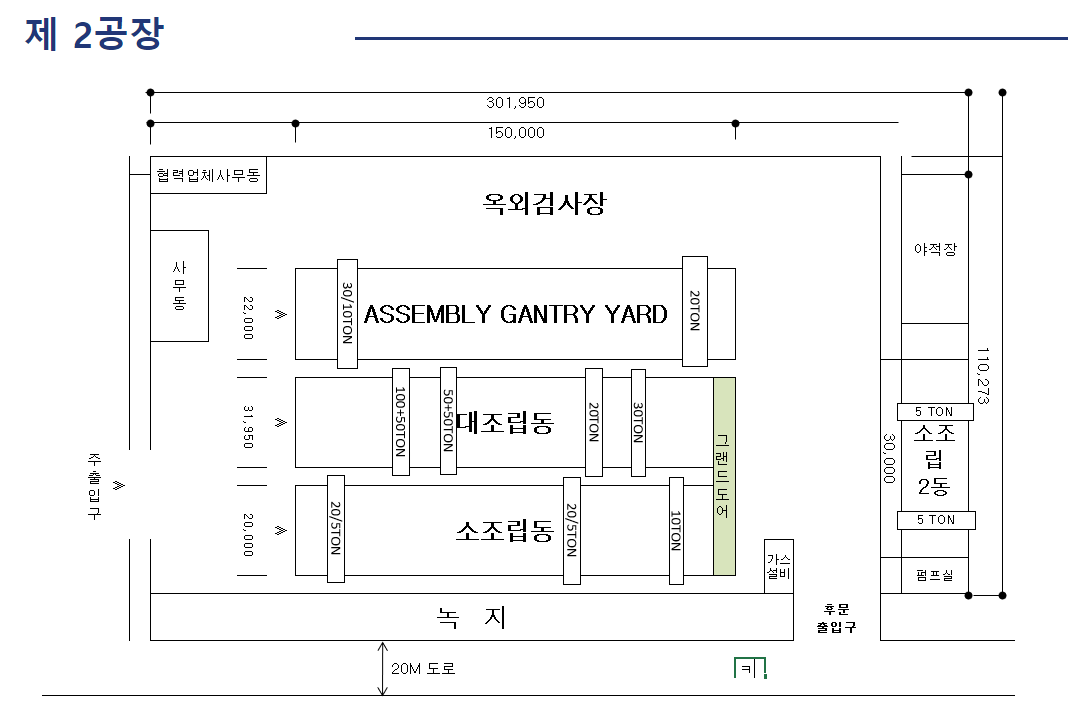 제 2공장
301,950
150,000
협력업체사무동
옥외검사장
사
무
동
야적장
22,000
30/10TON
ASSEMBLY GANTRY YARD
20TON
110,273
31,950
100+50TON
50+50TON
대조립동
20TON
30TON
그랜드도어
5 TON
소조
립
2동
30,000
5 TON
주출입구
20,000
20/5TON
소조립동
20/5TON
10TON
가스
설비
펌프실
녹 지
후문
출입구
20M 도로
ㅋ